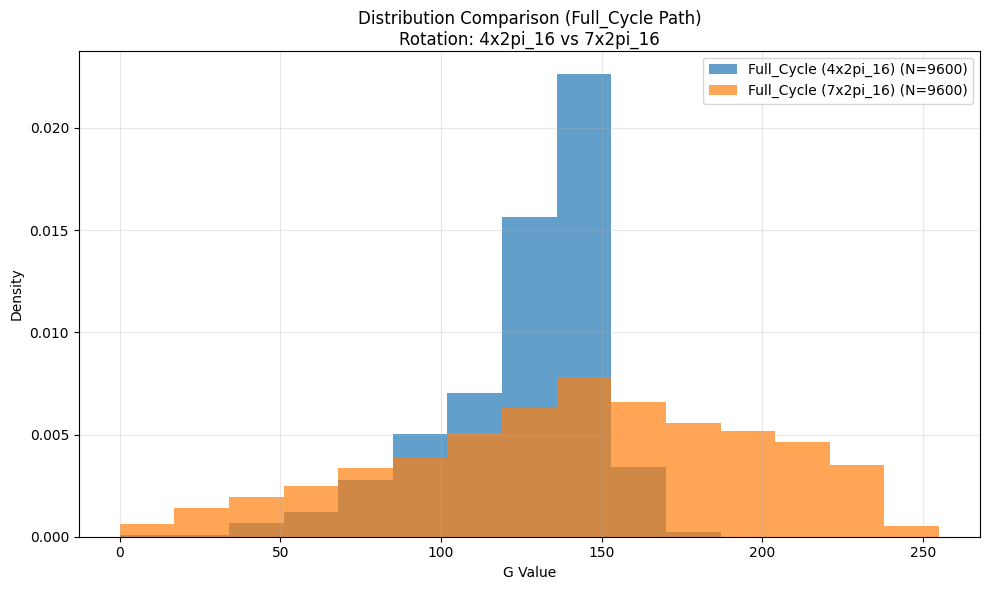 Distribution Comparison (Full_Cycle Path)
Rotation: 4x2pi_16 vs 7x2pi_16
Full_Cycle (4x2pi_16) (N=9600)
Full_Cycle (7x2pi_16) (N=9600)
0.020
0.015
0.010
0.005
0.000
Density
0 50 100 150 200 250
G Value